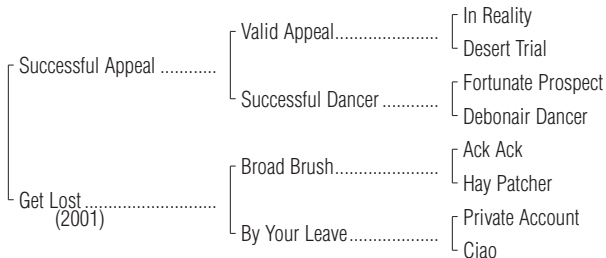 In Reality
Valid Appeal
Desert Trial
Successful Appeal
Fortunate Prospect
Successful Dancer
Debonair Dancer
Ack Ack
Broad Brush
Hay Patcher
Get Lost
(2001)
Private Account
By Your Leave
Ciao